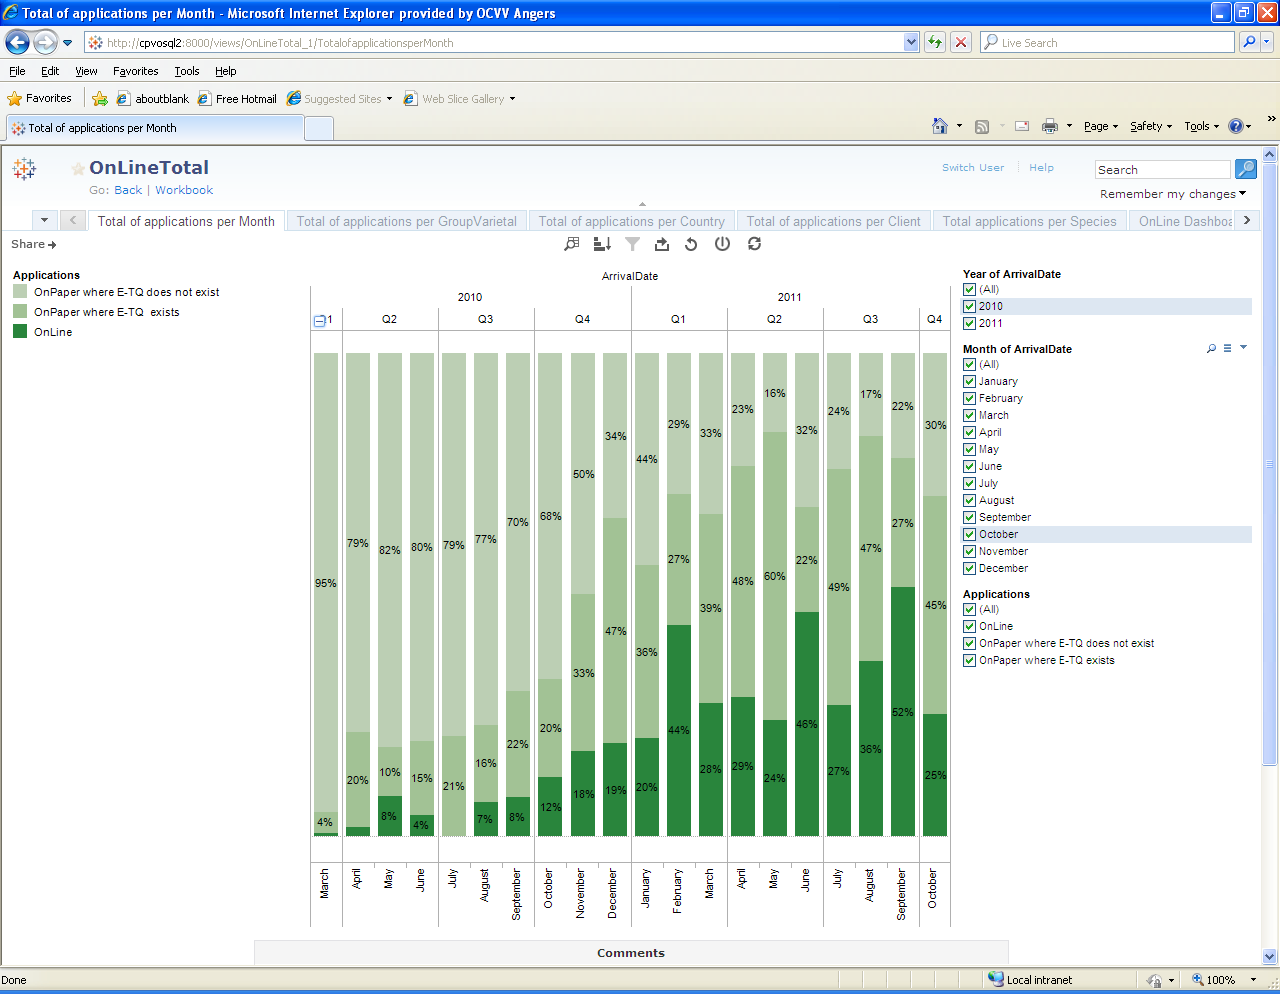 Total of applications per Month - Microsoft Internet Explorer provided by OCVV Angers
http://cpvosql2:8000/views/OnLineTotal_1/TotalofapplicationsperMonth
Live Search
File Edit View Favorites Tools Help
Favorites aboutblank Free Hotmail Suggested Sites Web Slice Gallery
Total of applications per Month
Page Safety Tools
OnLineTotal
Switch User Help
Search
Go: Back | Workbook
Remember my changes
Total of applications per Month Total of applications per GroupVarietal Total of applications per Country Total of applications per Client Total applications per Species OnLine Dashboa
Share
Applications
OnPaper where E-TQ does not exist
OnPaper where E-TQ exists
OnLine
ArrivalDate
2010 2011
1 Q2 Q3 Q4 Q1 Q2 Q3 Q4
95% 79% 82% 80% 79% 77% 70% 68% 50% 34% 44% 29% 33% 23% 16% 32% 24% 17% 22% 30%
4% 20% 10% 15% 21% 16% 22% 20% 33% 47% 36% 27% 39% 48% 60% 22% 49% 47% 27% 45%
8% 4% 7% 8% 12% 18% 19% 20% 44% 28% 29% 24% 46% 27% 36% 52% 25%
March April May June July August September October November December January February March April May June July August September October
Year of ArrivalDate
(All)
2010
2011
Month of ArrivalDate
(All)
January
February
March
April
May
June
July
August
September
October
November
December
Applications
(All)
OnLine
OnPaper where E-TQ does not exist
OnPaper where E-TQ exists
Comments
Done
Local intranet
100%